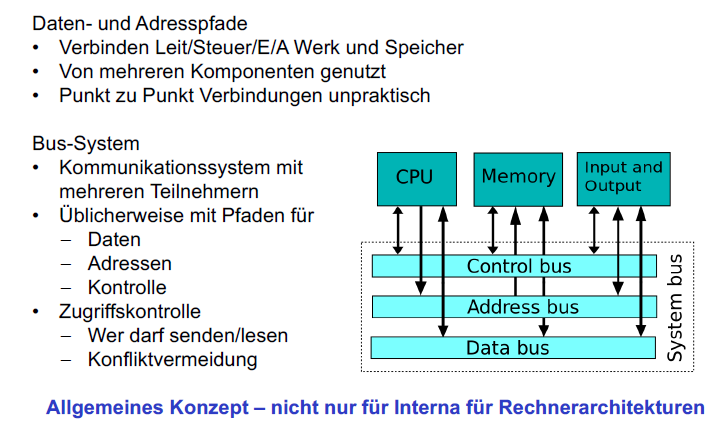 Daten- und Adresspfade
• Verbinden Leit/Steuer/E/A Werk und Speicher
• Von mehreren Komponenten genutzt
• Punkt zu Punkt Verbindungen unpraktisch
Bus-System
• Kommunikationssystem mit
mehreren Teilnehmern
• Üblicherweise mit Pfaden für
– Daten
– Adressen
– Kontrolle
• Zugriffskontrolle
– Wer darf senden/lesen
– Konfliktvermeidung
CPU
Memory
Input and
Output
Control bus
Address bus
Data bus
System bus
Allgemeines Konzept – nicht nur für Interna für Rechnerarchitekturen